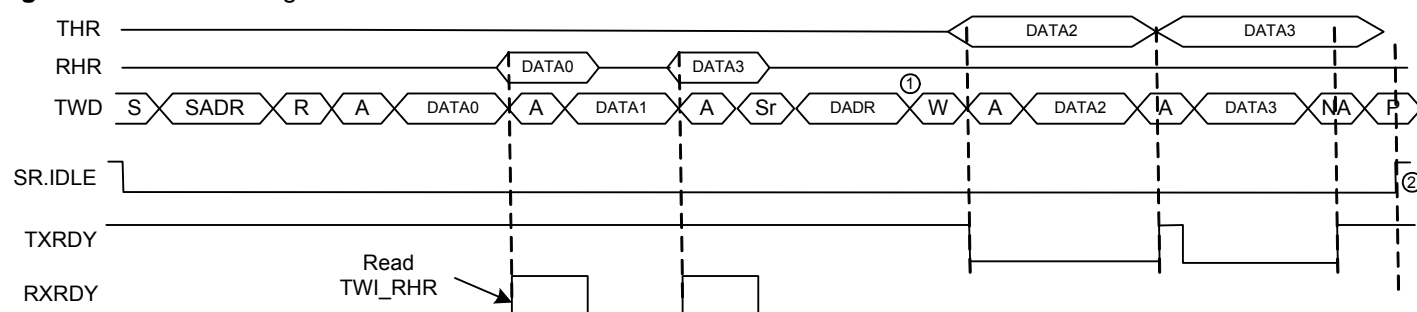 THR DATA2 DATA3
RHR DATA0 DATA3
TWD S SADR R A DATA0 A DATA1 A Sr DADR ① W A DATA2 A DATA3 NA P
SR.IDLE ②
TXRDY
Read
TWI_RHR
RXRDY